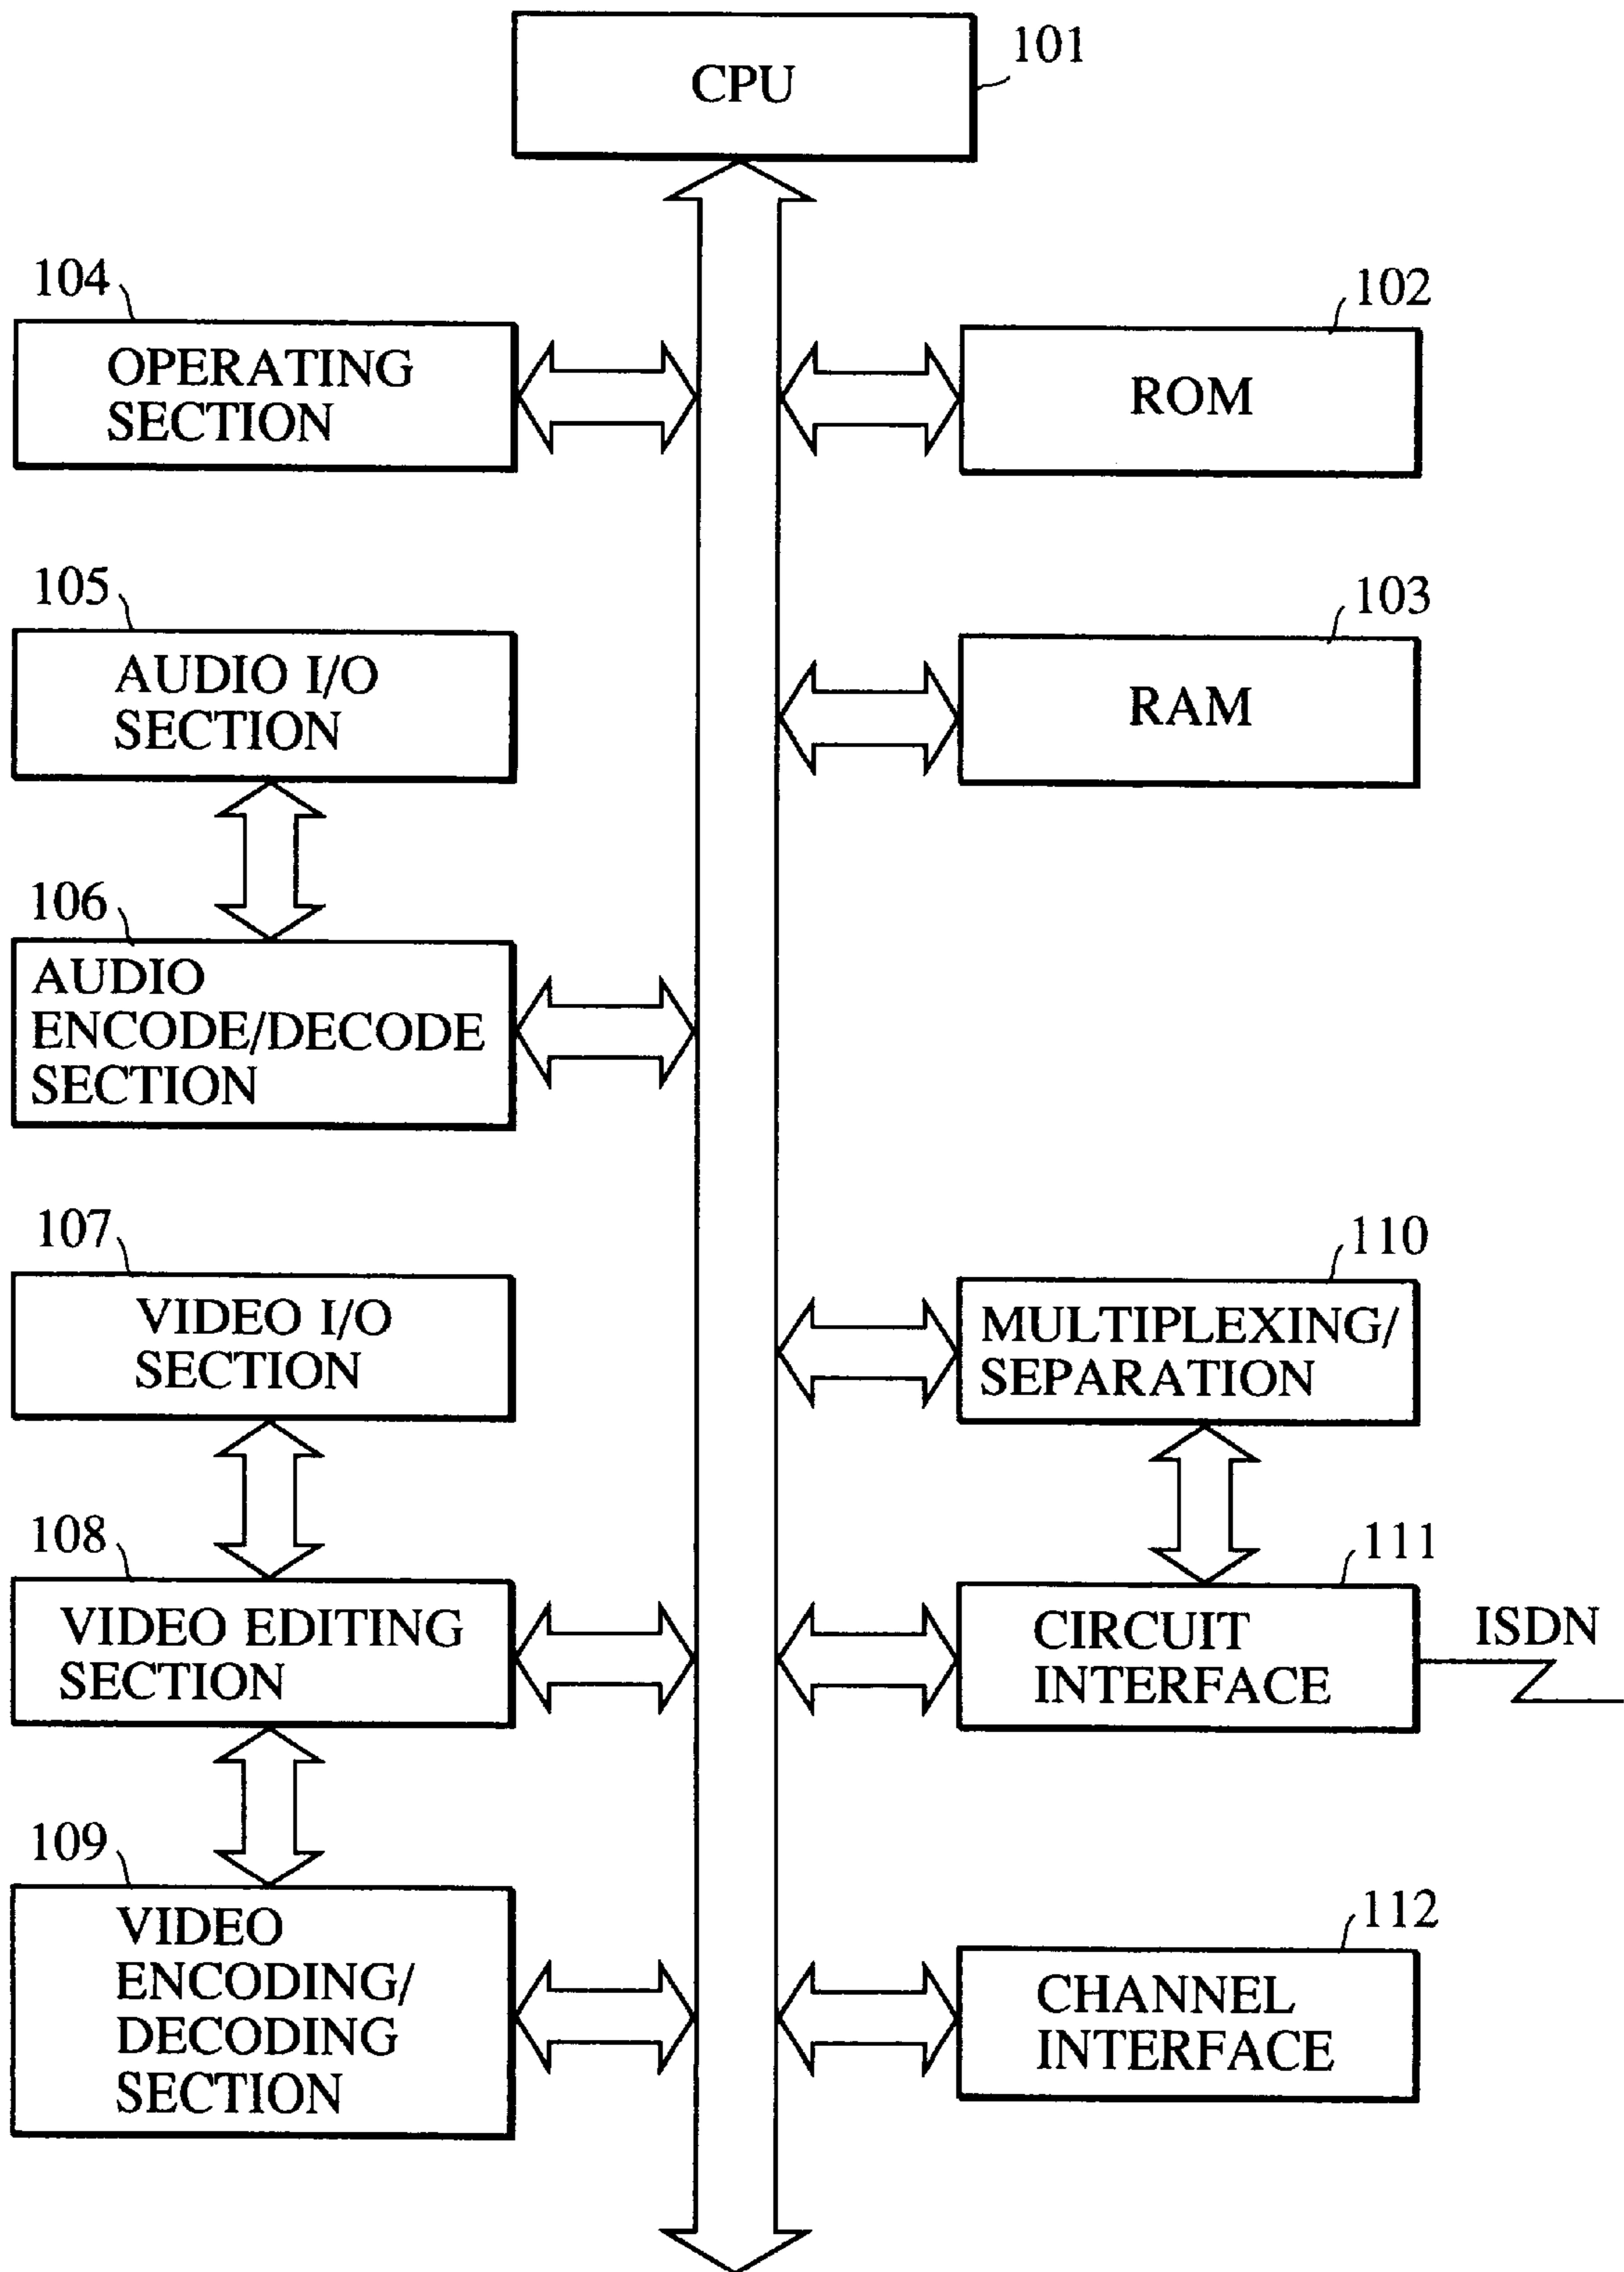 CPU
101
104
OPERATING
SECTION
102
ROM
105
AUDIO I/O
SECTION
103
RAM
106
AUDIO
ENCODE/DECODE
SECTION
107
VIDEO I/O
SECTION
110
MULTIPLEXING/
SEPARATION
108
VIDEO EDITING
SECTION
111
CIRCUIT
INTERFACE
ISDN
109
VIDEO
ENCODING/
DECODING
SECTION
112
CHANNEL
INTERFACE